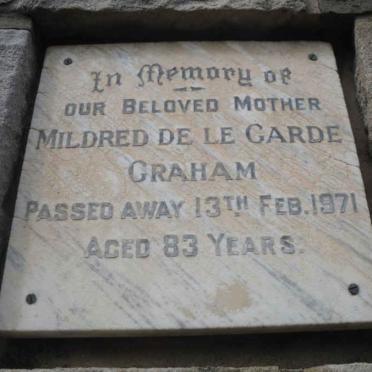 In Memory of
OUR BELOVED MOTHER
MILDRED DE LE GARDE
GRAHAM
PASSED AWAY 13TH FEB. 1971
AGED 83 YEARS.